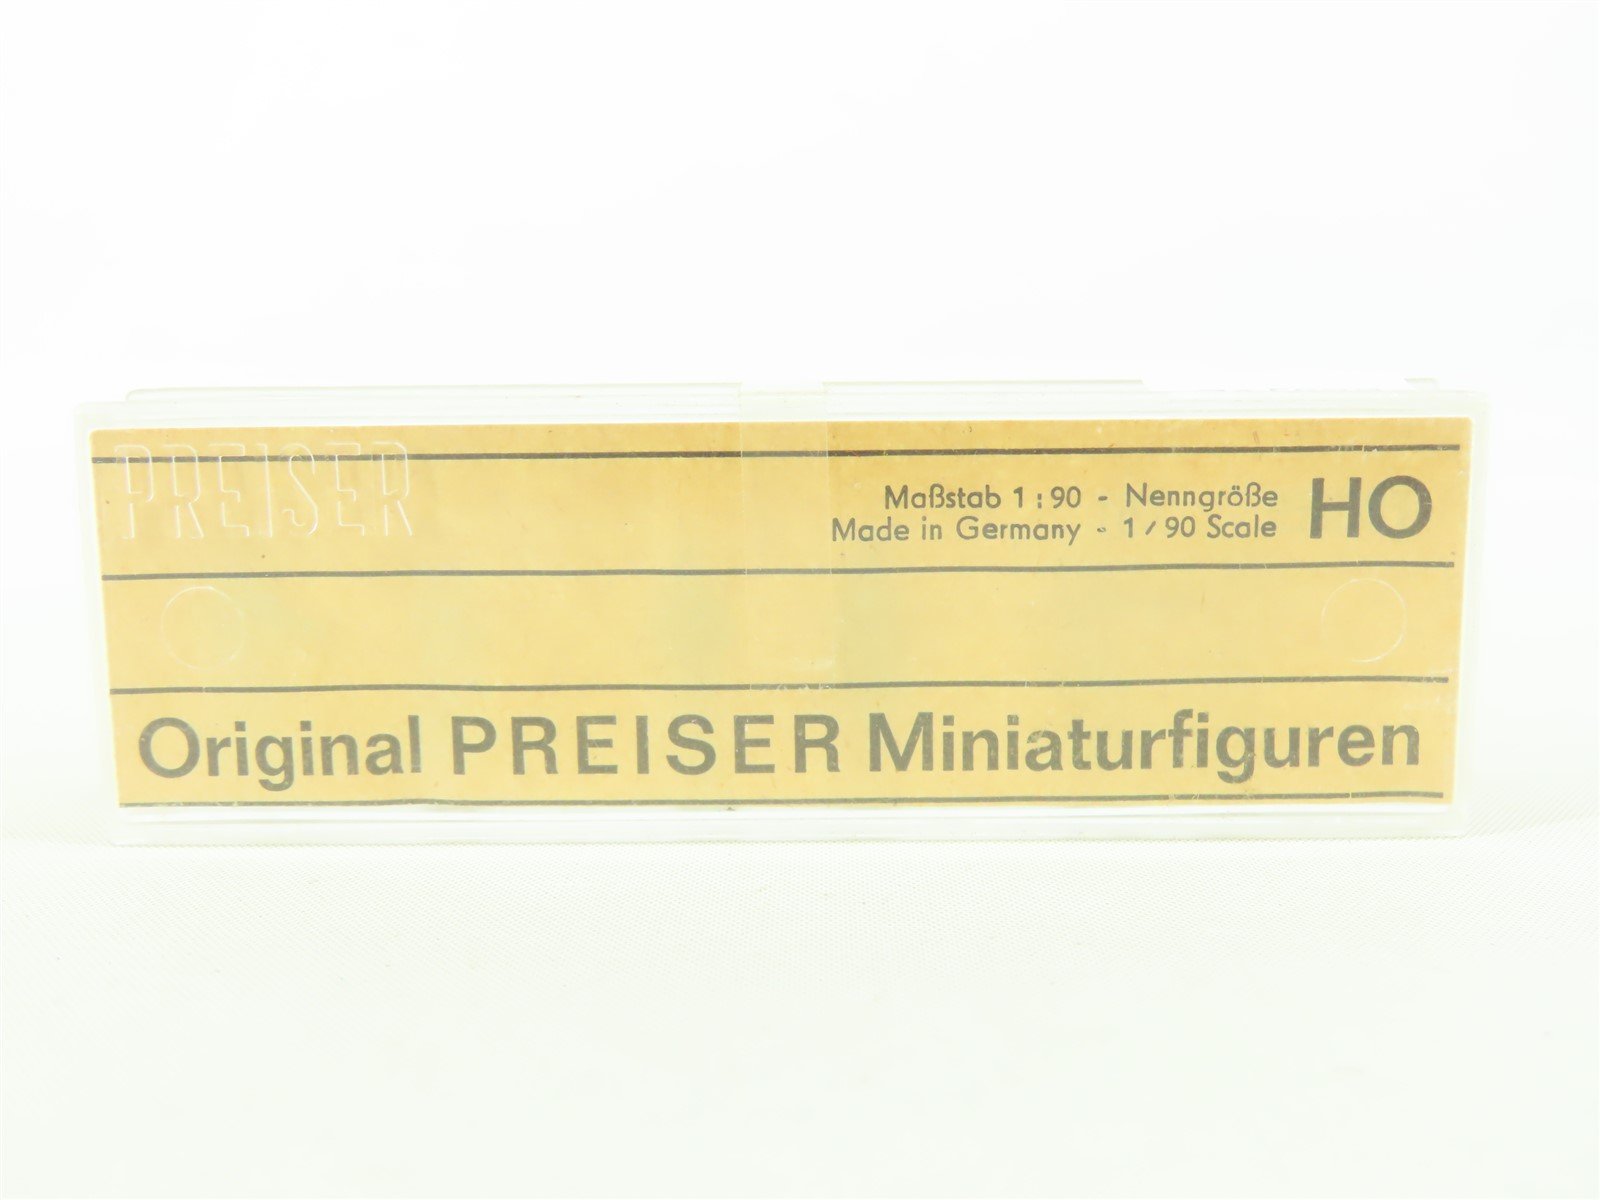 PREISER
Maßstab 1:90 - Nenngröße HO
Made in Germany - 1/90 Scale
Original PREISER Miniaturfiguren